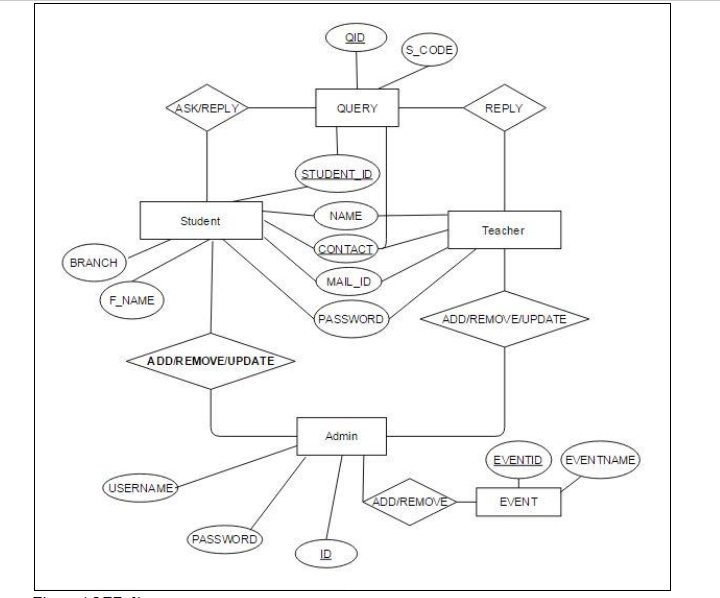 QID
S_CODE
ASK/REPLY
QUERY
REPLY
STUDENT_ID
Student
NAME
Teacher
CONTACT
BRANCH
MAIL_ID
F_NAME
PASSWORD
ADD/REMOVE/UPDATE
ADD/REMOVE/UPDATE
Admin
EVENTID
EVENTNAME
USERNAME
ADD/REMOVE
EVENT
PASSWORD
ID